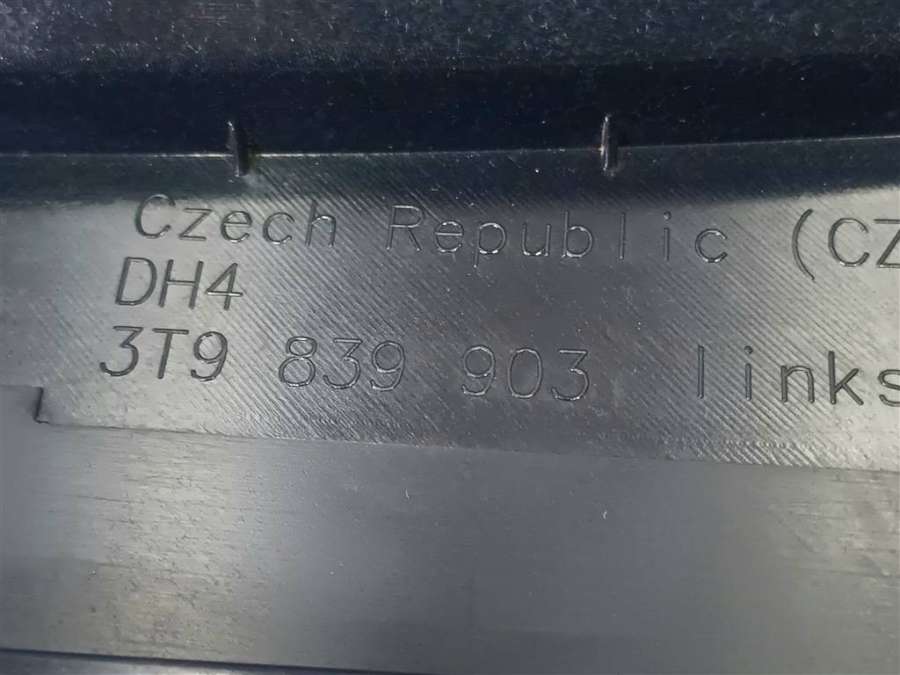 Czech Republic (CZ
DH4
3T9 839 903 links